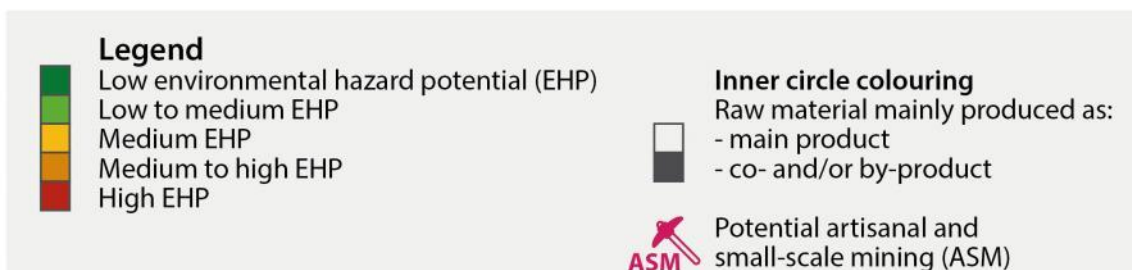 Legend
Low environmental hazard potential (EHP)
Low to medium EHP
Medium EHP
Medium to high EHP
High EHP
Inner circle colouring
Raw material mainly produced as:
- main product
- co- and/or by-product
ASM
Potential artisanal and
small-scale mining (ASM)